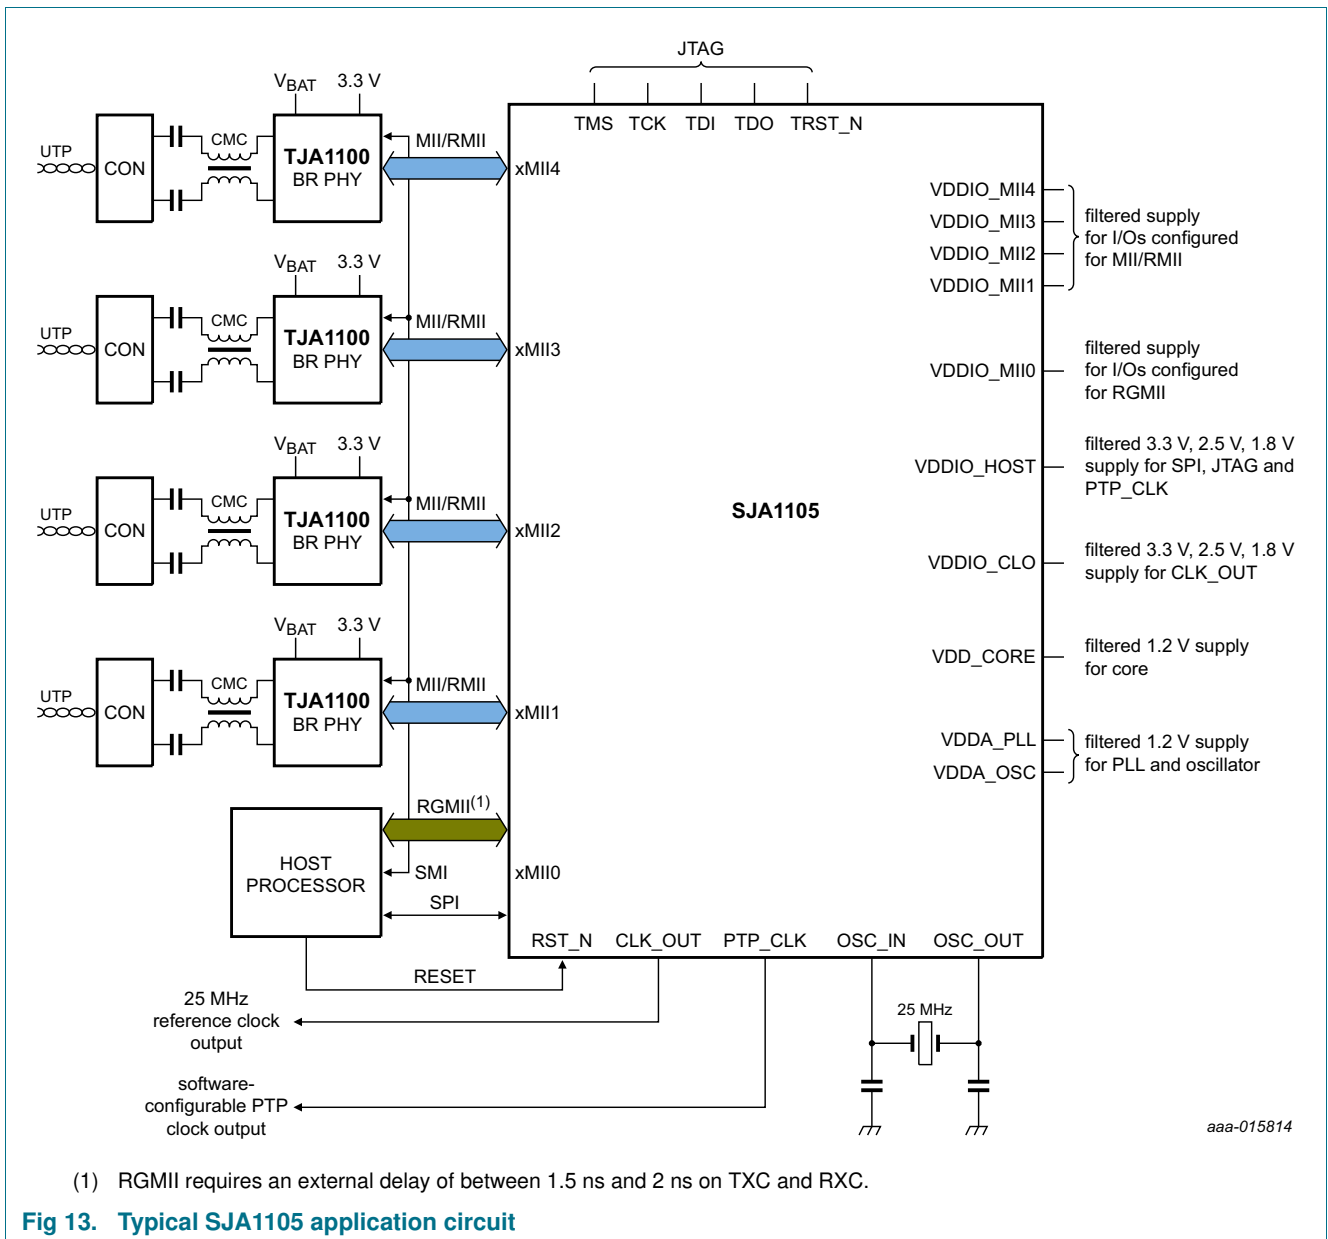 JTAG
TMS TCK TDI TDO TRST_N
VBAT 3.3 V
UTP
CON
CMC
TJA1100
BR PHY
MII/RMII
xMII4
VBAT 3.3 V
UTP
CON
CMC
TJA1100
BR PHY
MII/RMII
xMII3
VBAT 3.3 V
UTP
CON
CMC
TJA1100
BR PHY
MII/RMII
xMII2
VBAT 3.3 V
UTP
CON
CMC
TJA1100
BR PHY
MII/RMII
xMII1
HOST
PROCESSOR
RGMII(1)
SMI
xMII0
SPI
RESET
SJA1105
VDDIO_MII4
VDDIO_MII3
VDDIO_MII2
VDDIO_MII1
filtered supply
for I/Os configured
for MII/RMII
VDDIO_MII0
filtered supply
for I/Os configured
for RGMII
VDDIO_HOST
filtered 3.3 V, 2.5 V, 1.8 V
supply for SPI, JTAG and
PTP_CLK
VDDIO_CLO
filtered 3.3 V, 2.5 V, 1.8 V
supply for CLK_OUT
VDD_CORE
filtered 1.2 V supply
for core
VDDA_PLL
VDDA_OSC
filtered 1.2 V supply
for PLL and oscillator
RST_N CLK_OUT PTP_CLK OSC_IN OSC_OUT
25 MHz
reference clock
output
25 MHz
software-
configurable PTP
clock output
aaa-015814
(1) RGMII requires an external delay of between 1.5 ns and 2 ns on TXC and RXC.
Fig 13. Typical SJA1105 application circuit